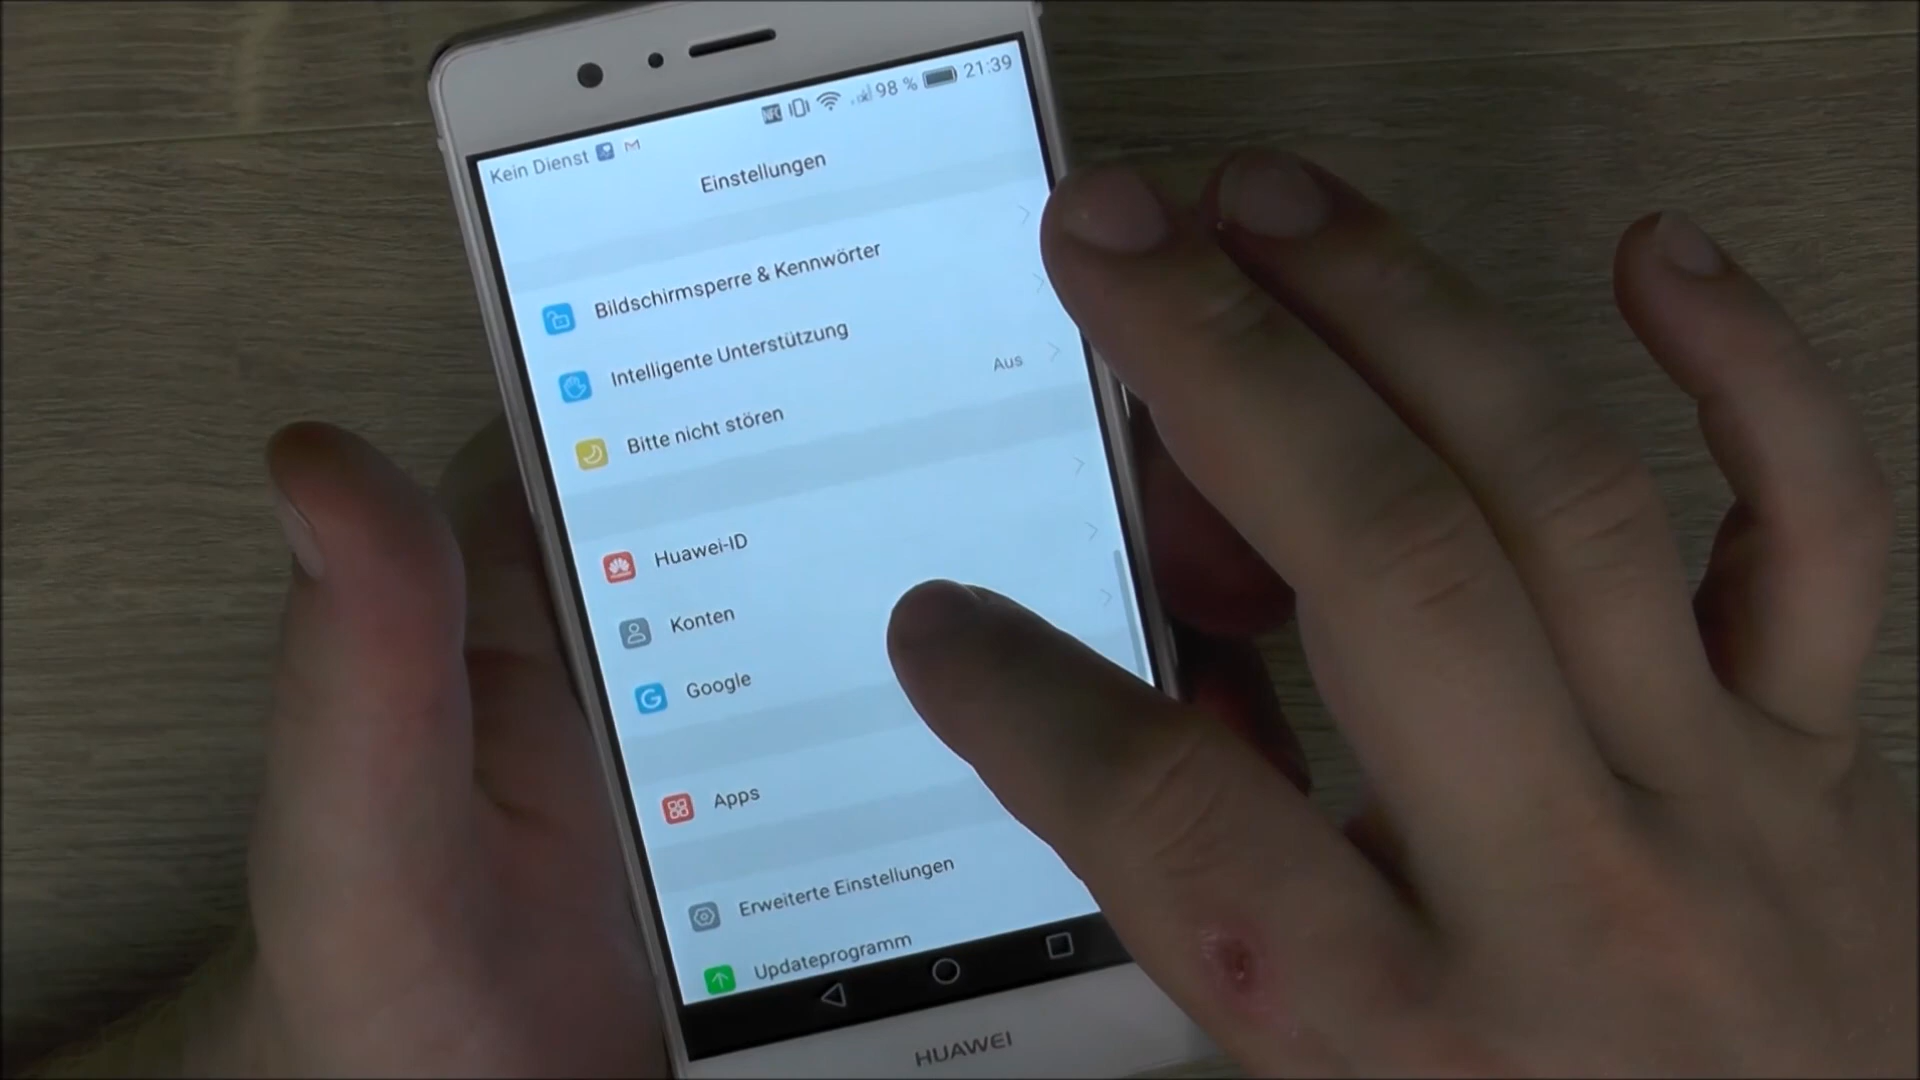 Kein Dienst 98 % 21:39
Einstellungen
Bildschirmsperre & Kennwörter
Intelligente Unterstützung
Bitte nicht stören Aus
Huawei-ID
Konten
Google
Apps
Erweiterte Einstellungen
Updateprogramm
HUAWEI